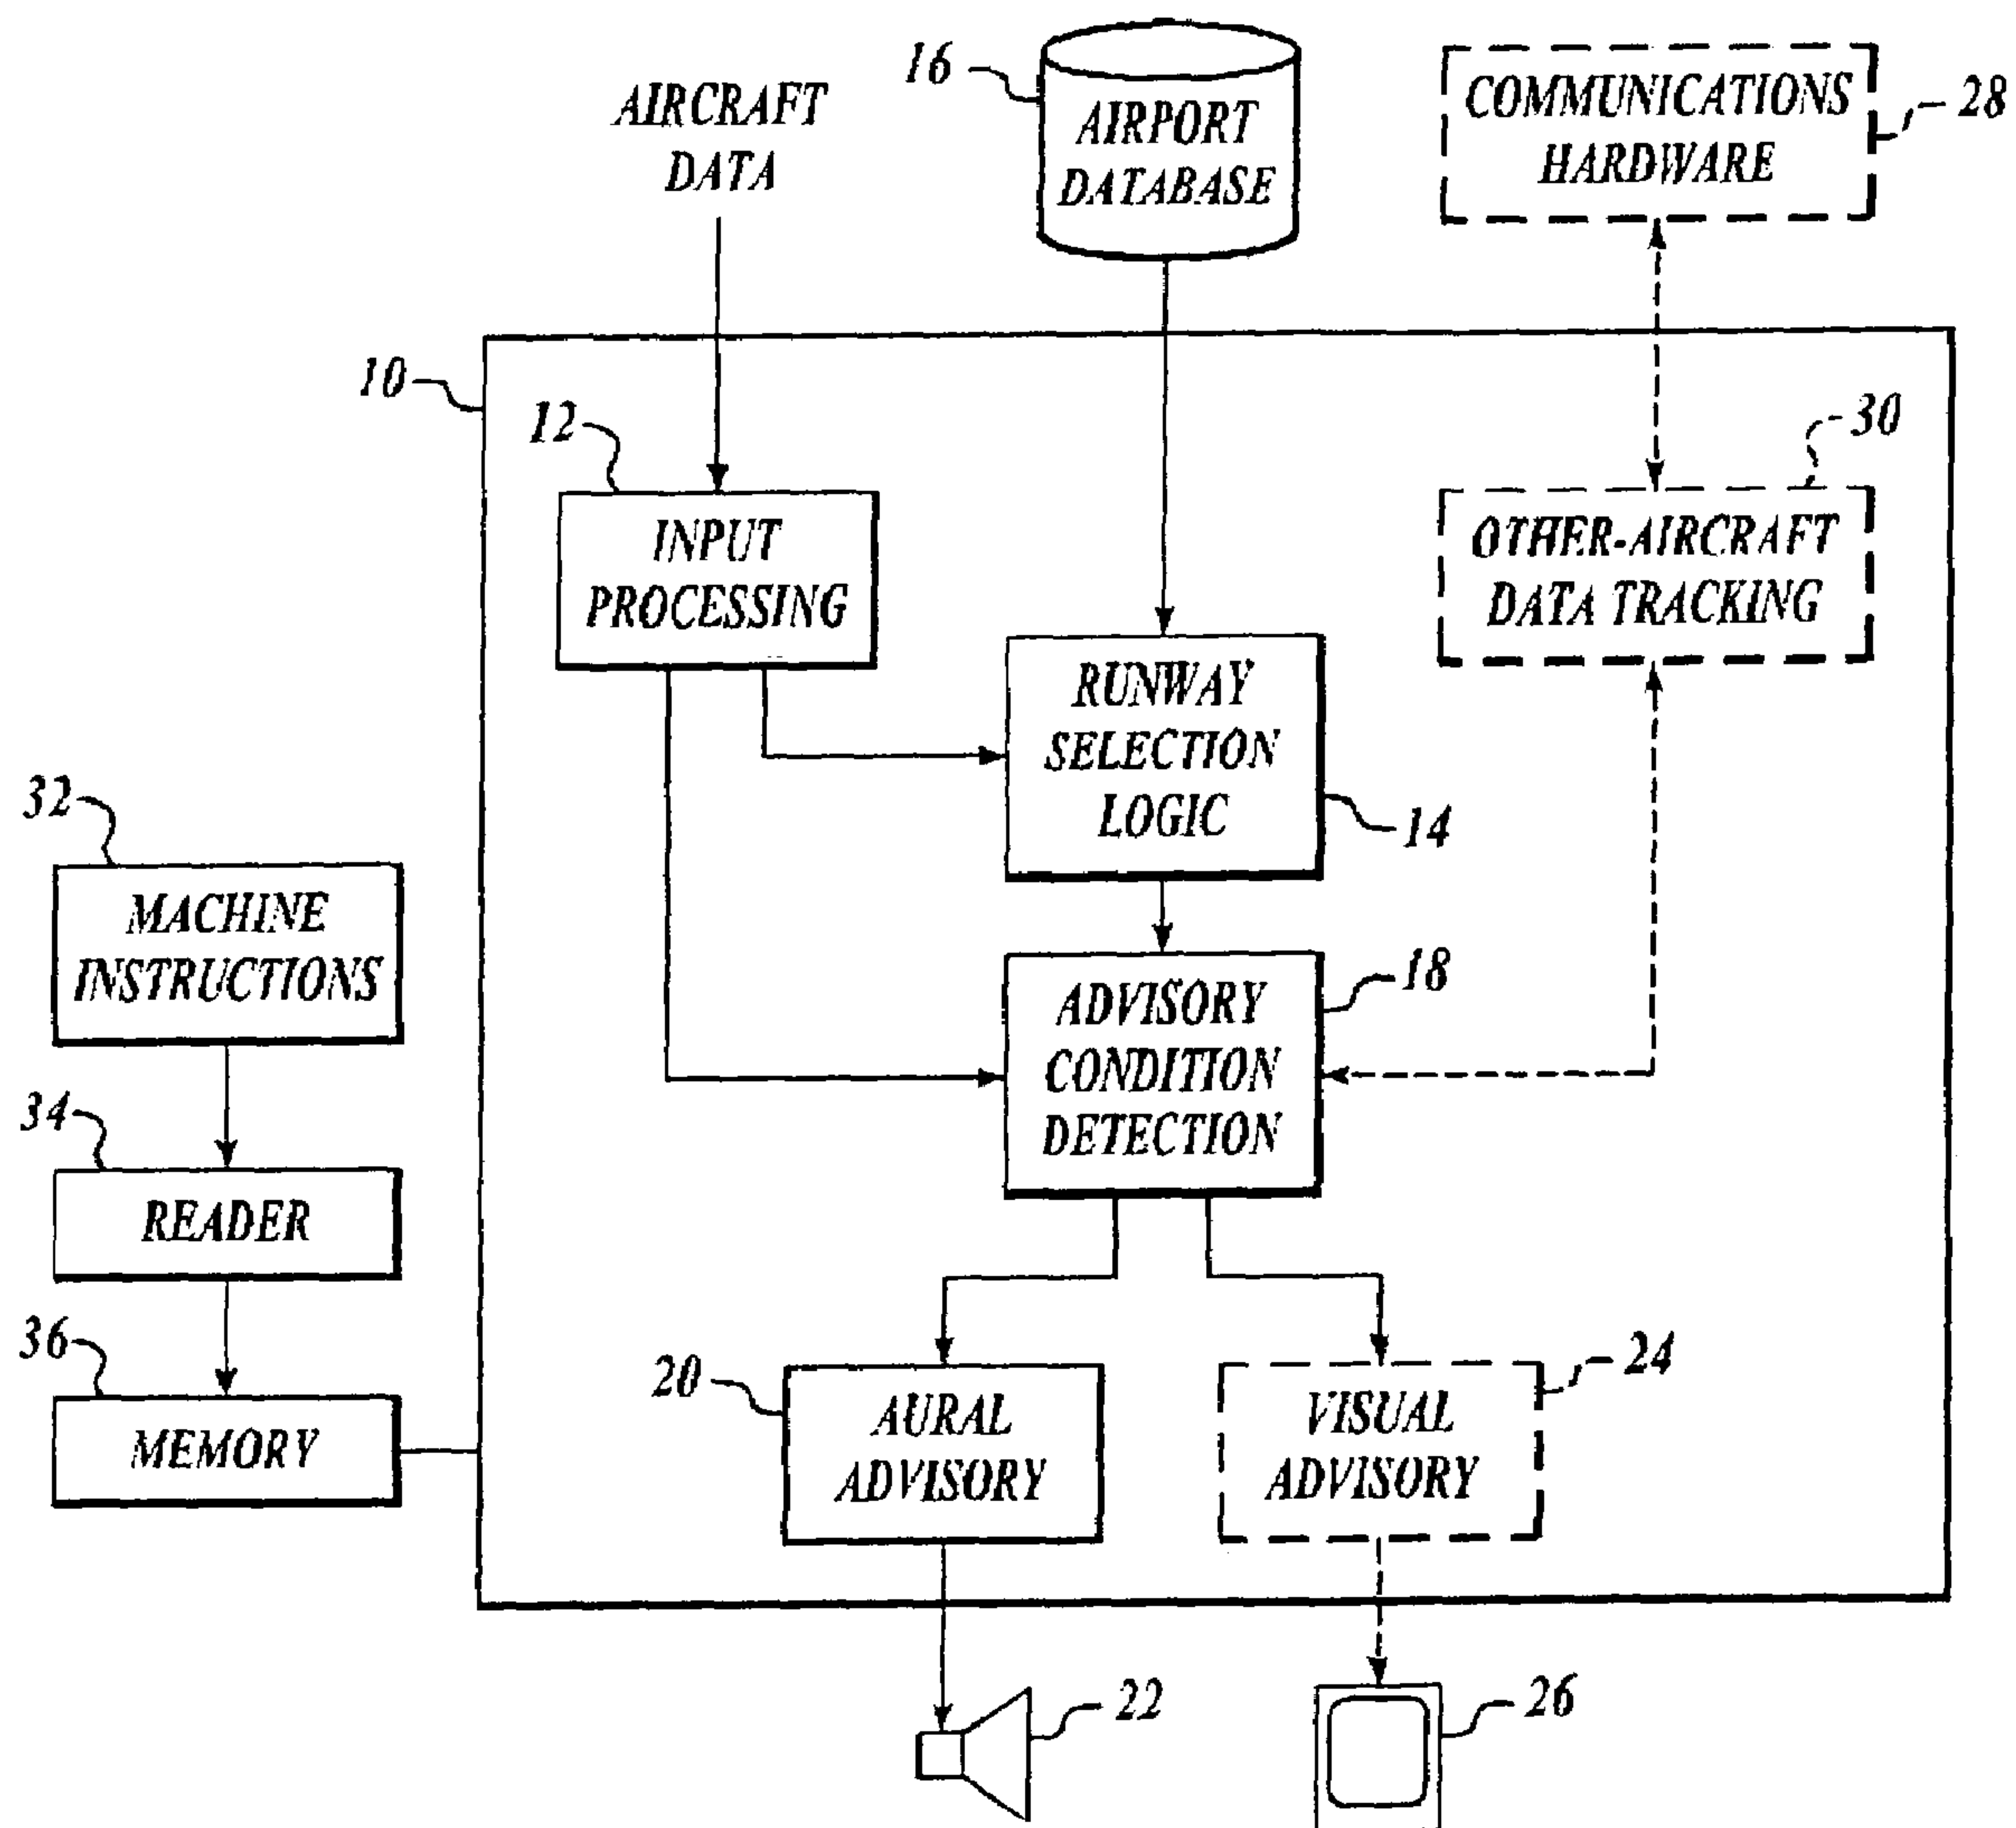 AIRCRAFT
DATA
16
AIRPORT
DATABASE
COMMUNICATIONS
HARDWARE
28
10
12
INPUT
PROCESSING
30
OTHER-AIRCRAFT
DATA TRACKING
RUNWAY
SELECTION
LOGIC
14
32
MACHINE
INSTRUCTIONS
18
ADVISORY
CONDITION
DETECTION
34
READER
36
MEMORY
20
AURAL
ADVISORY
24
VISUAL
ADVISORY
22
26